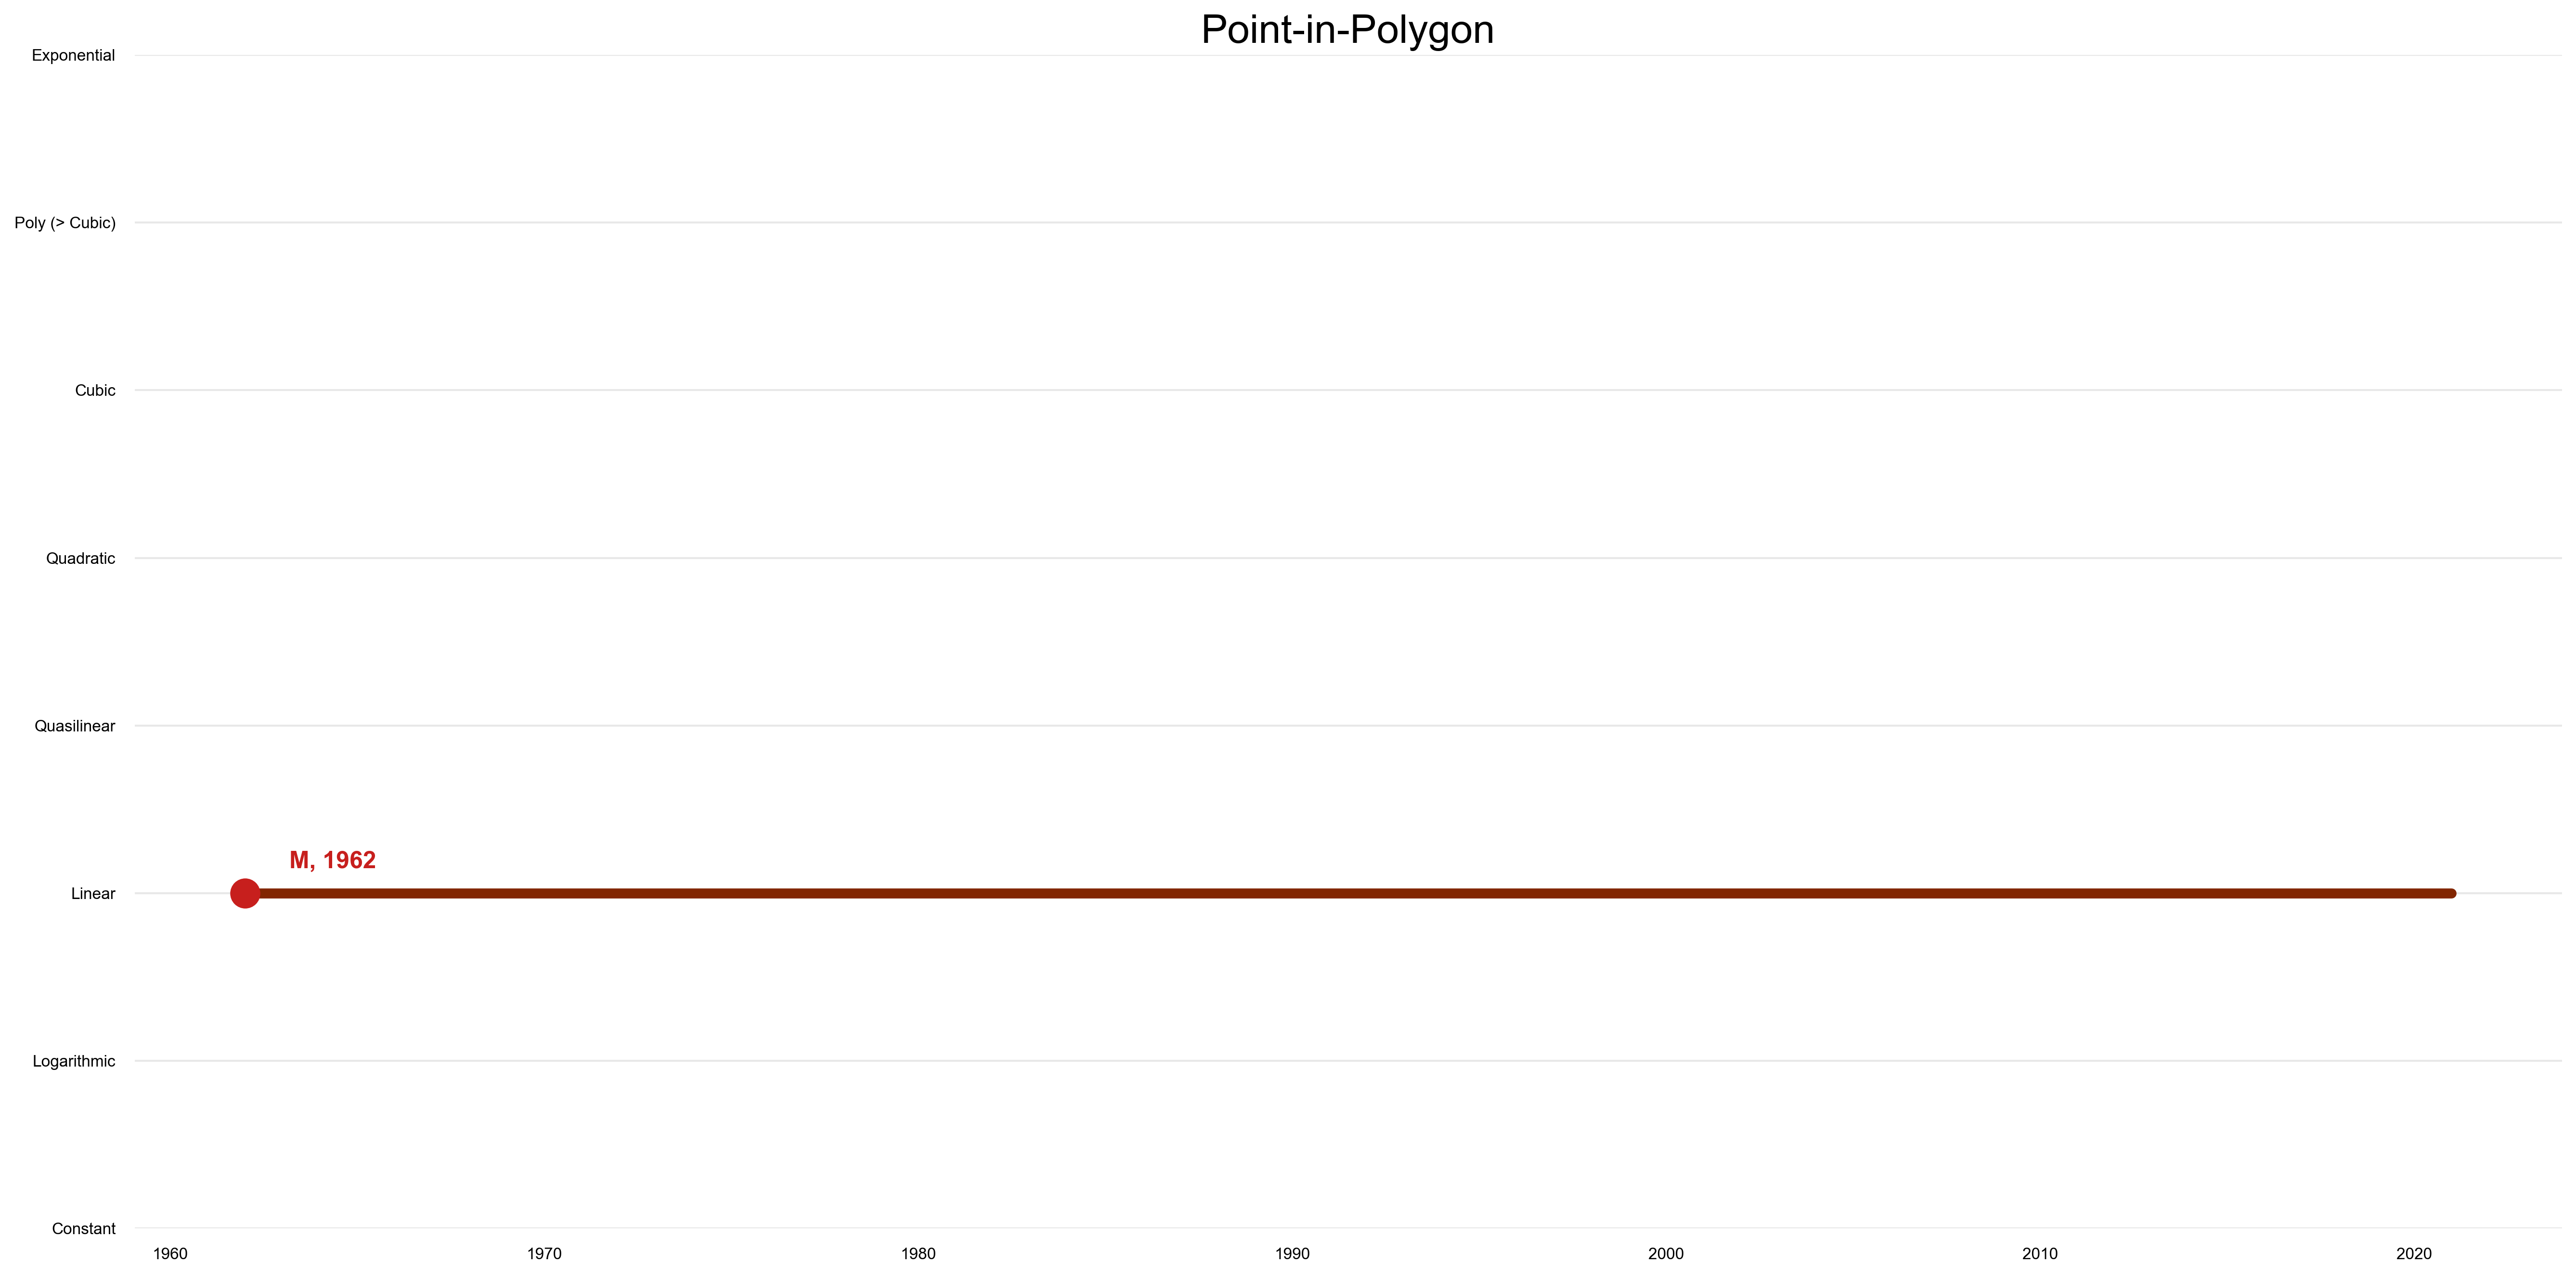 Point-in-Polygon
Exponential
Poly (> Cubic)
Cubic
Quadratic
Quasilinear
M, 1962
Linear
Logarithmic
Constant
1960 1970 1980 1990 2000 2010 2020